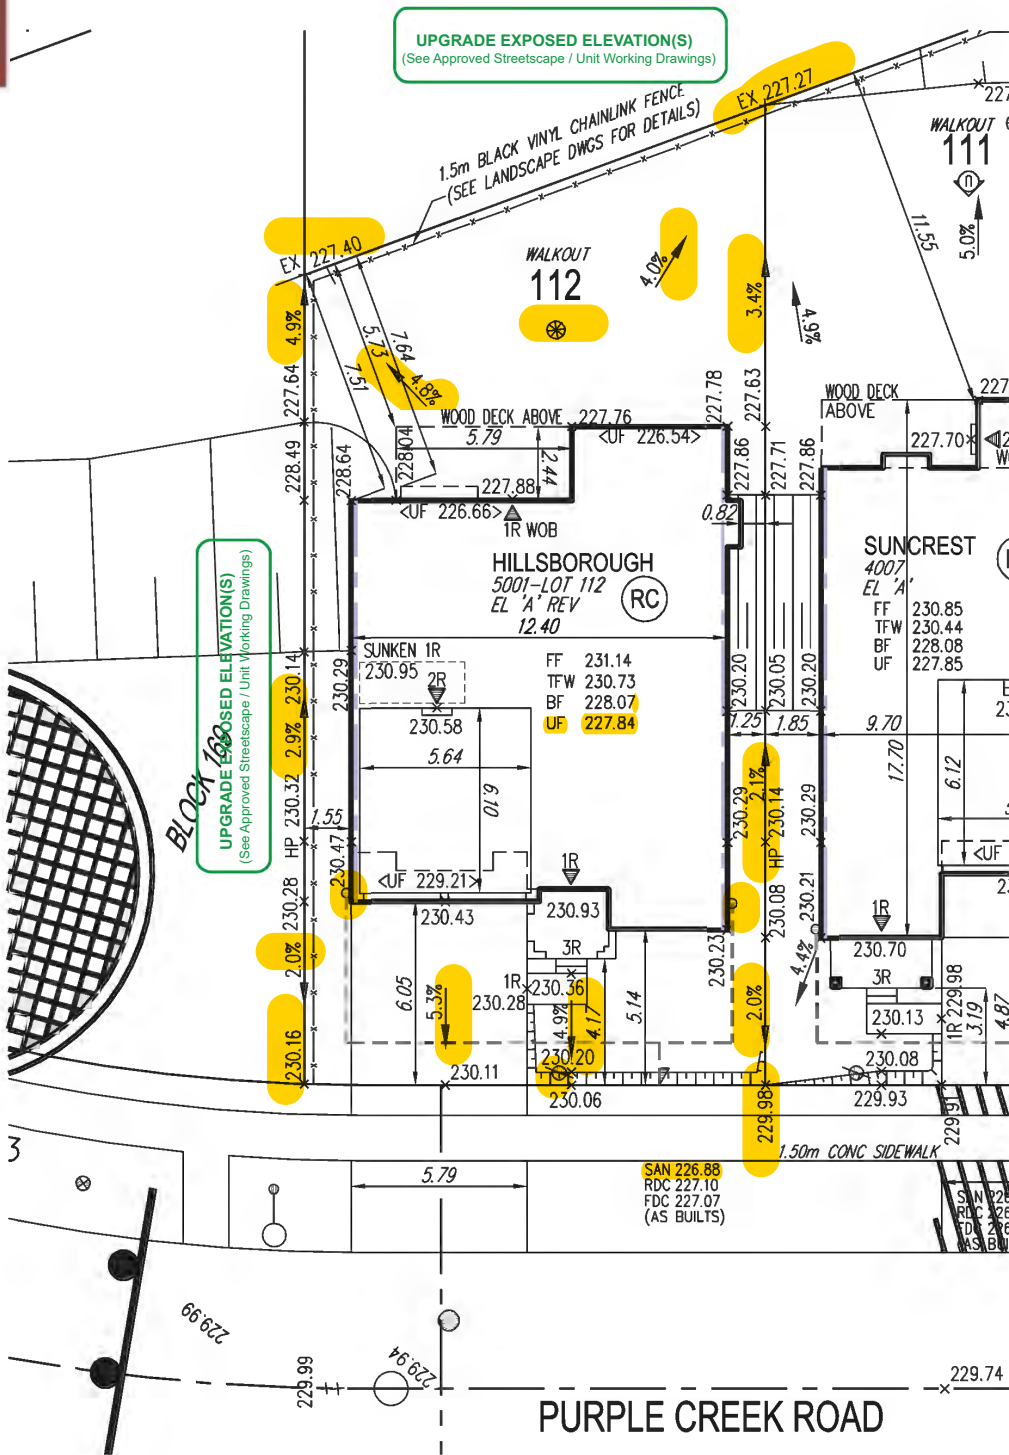 UPGRADE EXPOSED ELEVATION(S)
(See Approved Streetscape / Unit Working Drawings)
EX 227.27
227
1.5m BLACK VINYL CHAINLINK FENCE
(SEE LANDSCAPE DWGS FOR DETAILS)
WALKOUT
111
EX 227.40
WALKOUT
112
4.0%
3.4%
4.9%
11.55
5.0%
4.9%
227.64
7.51
5.73
7.64
4.8%
WOOD DECK ABOVE
227.76
5.79
2.44
<UF 226.54>
227.78
227.63
WOOD DECK
ABOVE
227
227.70
228.49
228.64
228.04
227.88
<UF 226.66>
1R WOB
227.86
227.71
227.86
0.82
HILLSBOROUGH
5001-LOT 112
EL 'A' REV
RC
12.40
SUNCREST
4007
EL 'A'
FF 230.85
TFW 230.44
BF 228.08
UF 227.85
UPGRADE EXPOSED ELEVATION(S)
(See Approved Streetscape / Unit Working Drawings)
BLOCK 169
230.14
230.29
SUNKEN 1R
230.95
2R
230.58
FF 231.14
TFW 230.73
BF 228.07
UF 227.84
230.20
230.05
230.20
1.25
1.85
9.70
17.70
6.12
2.9%
HP 230.32
1.55
230.47
5.64
6.10
2.1%
230.29
HP 230.14
230.29
<UF 229.21>
1R
<UF
230.28
230.43
230.93
230.23
230.08
230.21
1R
230.70
2.0%
6.05
5.3%
3R
1R
230.36
230.28
4.9%
4.17
5.14
2.0%
4.4%
3R
230.13
1R 229.98
3.19
4.87
230.16
230.11
230.20
230.06
229.98
230.08
229.93
229.91
1.50m CONC SIDEWALK
3
5.79
SAN 226.88
RDC 227.10
FDC 227.07
(AS BUILTS)
229.99
229.99
229.94
229.74
PURPLE CREEK ROAD